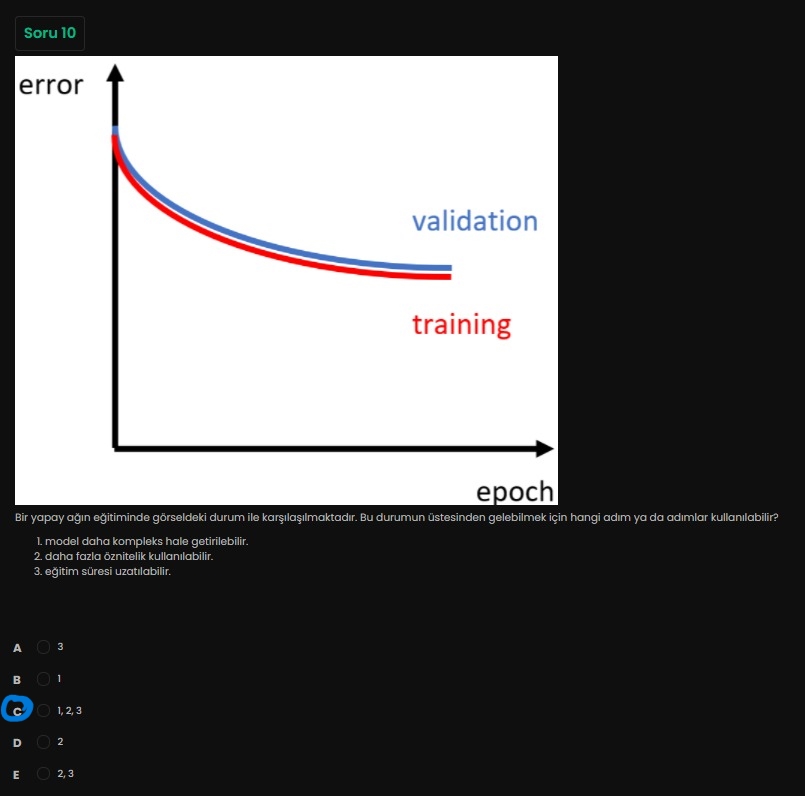 Soru 10
error
validation
training
epoch
Bir yapay ağın eğitiminde görseldeki durum ile karşılaşılmaktadır. Bu durumun üstesinden gelebilmek için hangi adım ya da adımlar kullanılabilir?
1. model daha kompleks hale getirilebilir.
2. daha fazla öznitelik kullanılabilir.
3. eğitim süresi uzatılabilir.
A 3
B 1
C 1, 2, 3
D 2
E 2, 3